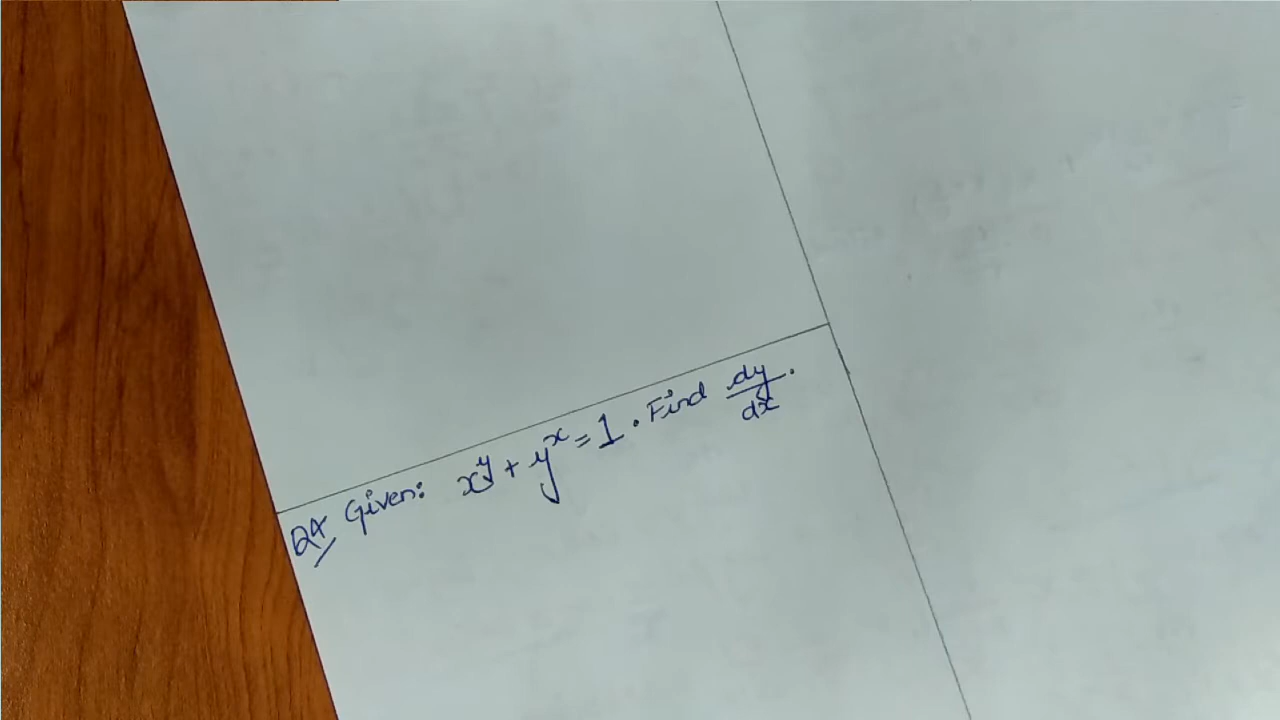 Q4 Given: x^y + y^x = 1 . Find dy/dx .